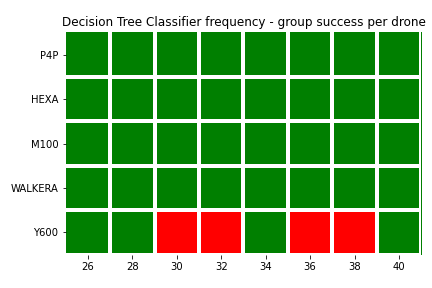 Decision Tree Classifier frequency - group success per drone
P4P
HEXA
M100
WALKERA
Y600
26 28 30 32 34 36 38 40